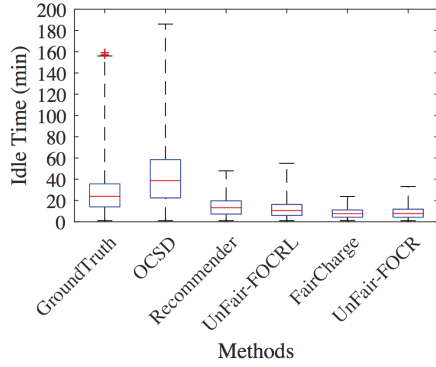 Idle Time (min)
200
180
160
140
120
100
80
60
40
20
0
GroundTruth
OCSD
Recommender
UnFair-FOCRL
FairCharge
UnFair-FOCR
Methods